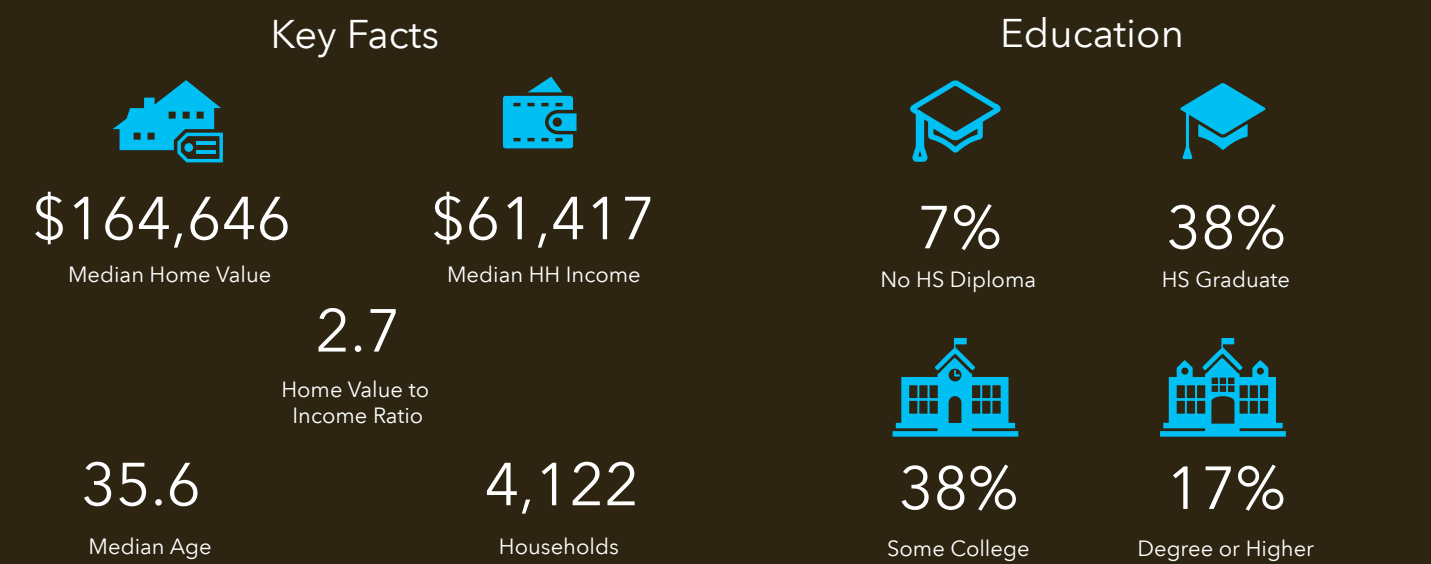 Key Facts
$164,646
Median Home Value
$61,417
Median HH Income
2.7
Home Value to
Income Ratio
35.6
Median Age
4,122
Households
Education
7%
No HS Diploma
38%
HS Graduate
38%
Some College
17%
Degree or Higher